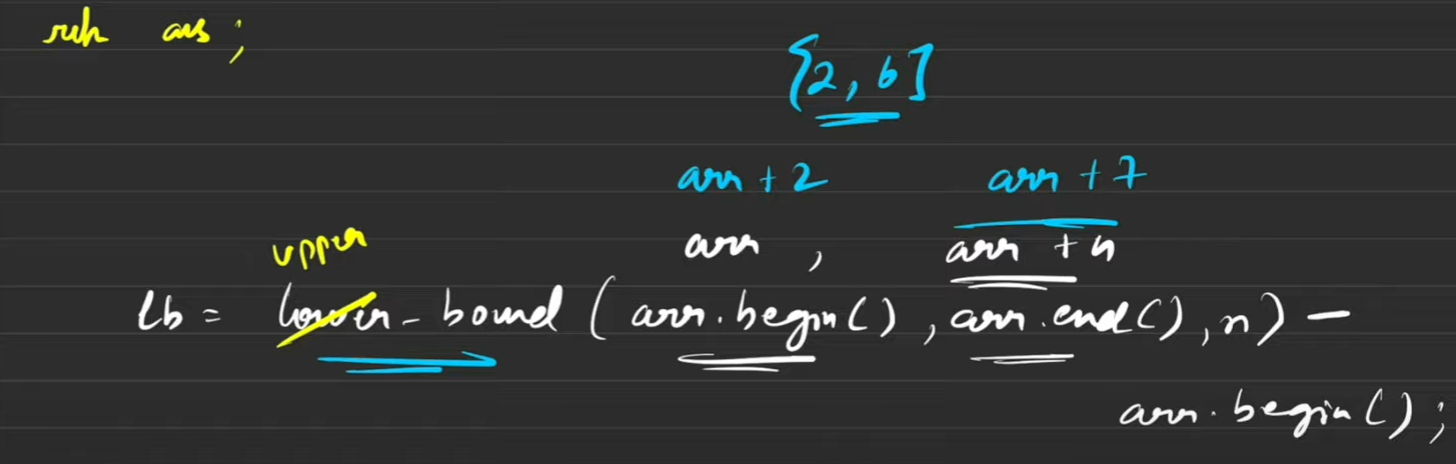 ruh ans;
{2, 6]
arr + 2 arr + 7
upper arr , arr + n
lb = lower_bound (arr.begin(), arr.end(), n) -
arr.begin();